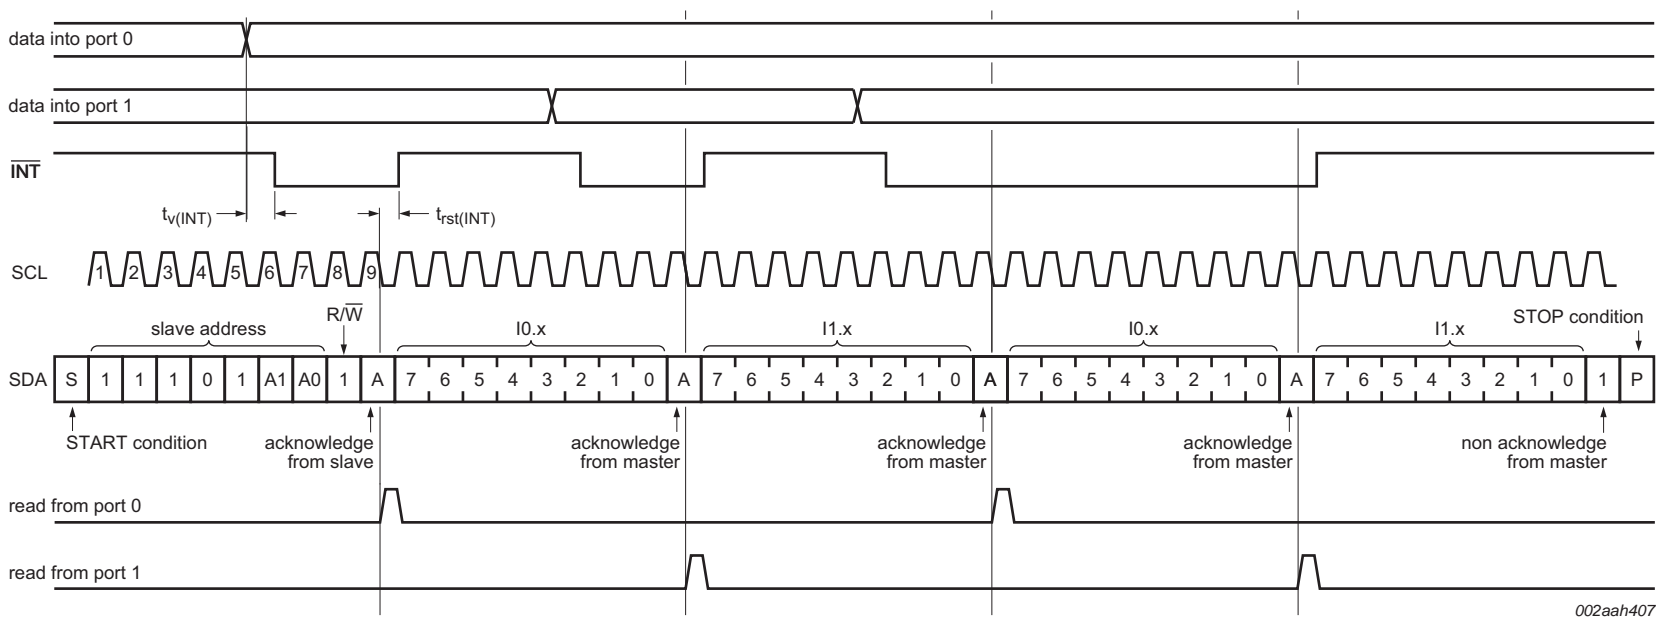 data into port 0
data into port 1
INT
tv(INT)
trst(INT)
SCL
1 2 3 4 5 6 7 8 9
R/W
slave address
I0.x
I1.x
I0.x
I1.x
STOP condition
SDA
S 1 1 1 0 1 A1 A0 1 A 7 6 5 4 3 2 1 0 A 7 6 5 4 3 2 1 0 A 7 6 5 4 3 2 1 0 A 7 6 5 4 3 2 1 0 1 P
START condition
acknowledge
from slave
acknowledge
from master
acknowledge
from master
acknowledge
from master
non acknowledge
from master
read from port 0
read from port 1
002aah407